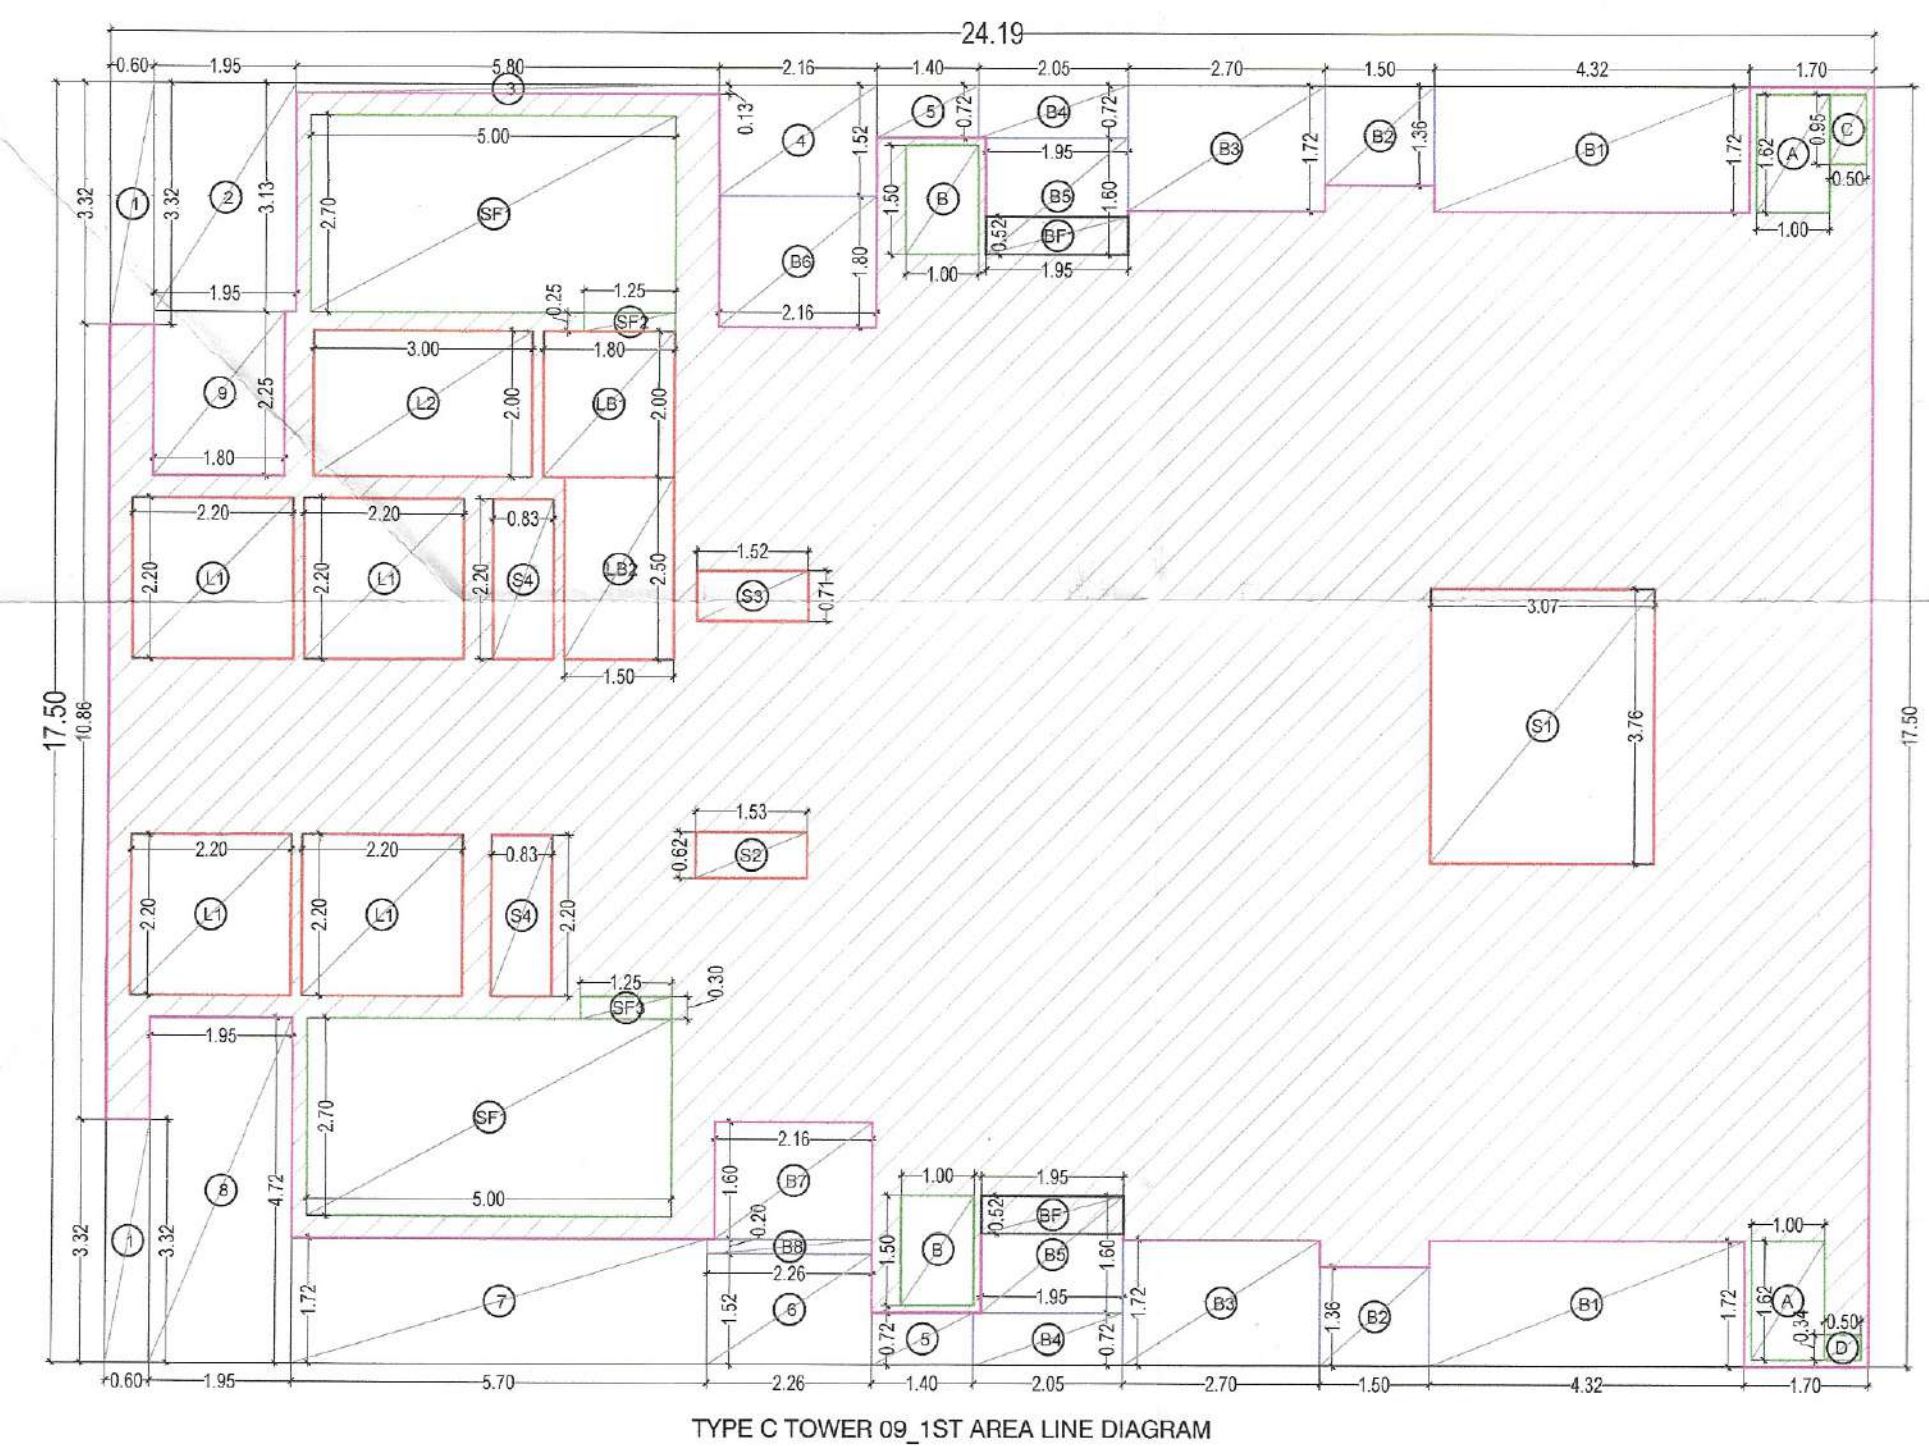 24.19
0.60 1.95 5.80 2.16 1.40 2.05 2.70 1.50 4.32 1.70
3 0.13
5 0.72 B4 0.72
4 1.52
B3 1.72 B2 1.36 B1 1.72
A 1.62 0.95 C 0.50
1.00
5.00
1 3.32 3.32 2 3.13
2.70 SF1
1.50 B 1.95 B5 1.60
0.52 BF
1.00 1.95
B6 1.80
2.16
1.95
0.25 1.25
SF2
3.00 1.80
9 2.25 L2 2.00 LB1 2.00
1.80
2.20 2.20 0.83
2.20 L1 2.20 L1 2.20 S4 LB2 2.50
1.50
1.52
S3 0.71
3.07
S1 3.76
17.50 10.86 17.50
1.53
0.62 S2
2.20 2.20 0.83
2.20 L1 2.20 L1 S4 2.20
1.25 0.30
SF3
1.95
2.70 SF
5.00
8 4.72
3.32 1 3.32
2.16
1.60 B7
0.20 B8
2.26
1.72 7 1.52 6
1.00 1.95
0.52 BF
1.50 B B5 1.60
1.95
0.72 5 B4 0.72
1.72 B3 1.36 B2 B1 1.72
1.00
1.62 A 0.34 0.50
D
0.60 1.95 5.70 2.26 1.40 2.05 2.70 1.50 4.32 1.70
TYPE C TOWER 09_1ST AREA LINE DIAGRAM